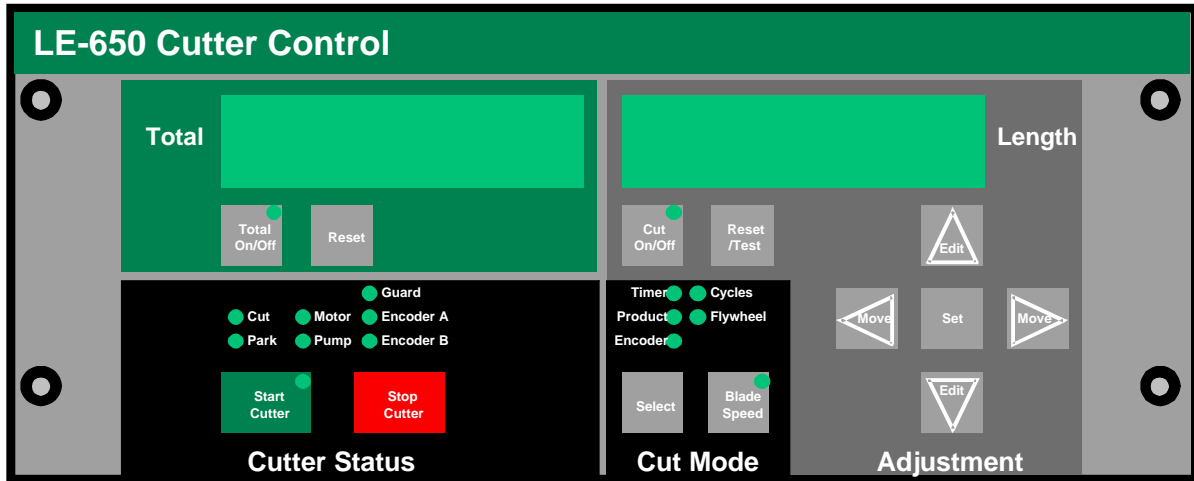 LE-650 Cutter Control
Total
Length
Total
On/Off
Reset
Cut
On/Off
Reset
/Test
Edit
Guard
Cut
Motor
Encoder A
Park
Pump
Encoder B
Timer
Cycles
Product
Flywheel
Encoder
Move
Set
Move
Start
Cutter
Stop
Cutter
Select
Blade
Speed
Edit
Cutter Status
Cut Mode
Adjustment